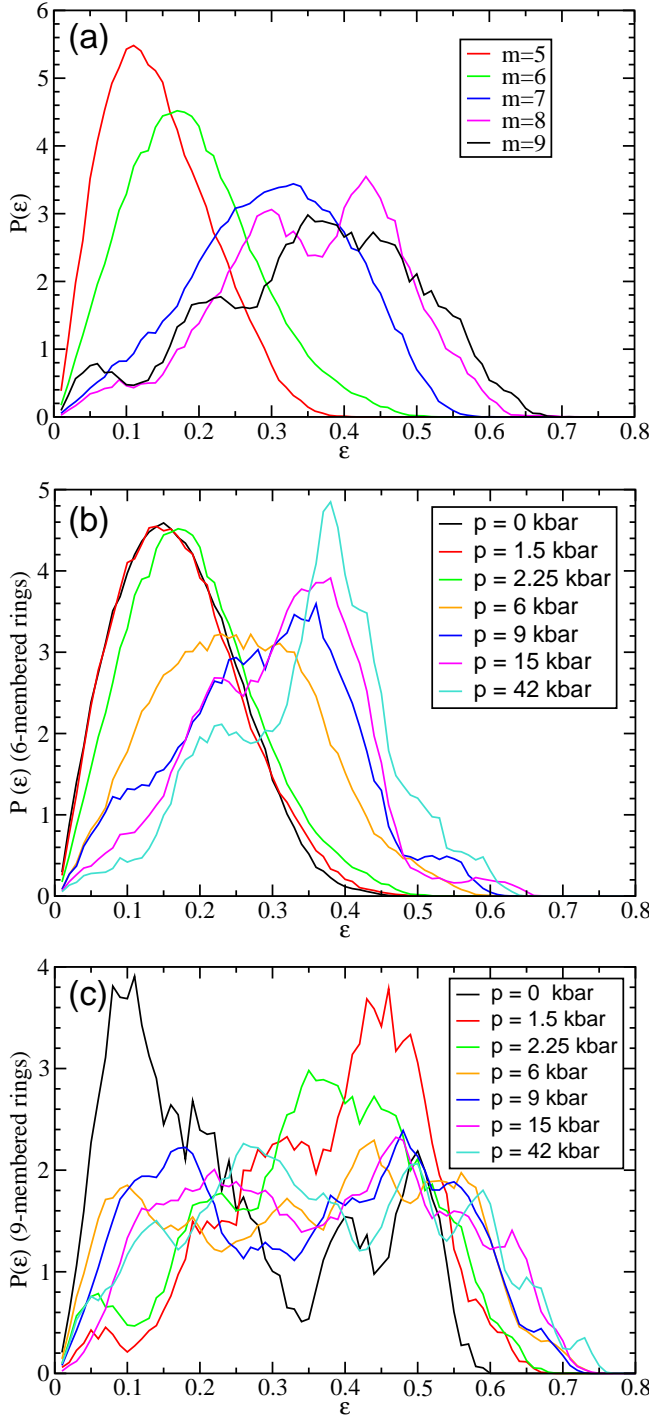 (a)
m=5
m=6
m=7
m=8
m=9
P(ε)
6
5
4
3
2
1
0
0 0.1 0.2 0.3 0.4 0.5 0.6 0.7 0.8
ε
(b)
p = 0 kbar
p = 1.5 kbar
p = 2.25 kbar
p = 6 kbar
p = 9 kbar
p = 15 kbar
p = 42 kbar
P (ε) (6-membered rings)
5
4
3
2
1
0
0 0.1 0.2 0.3 0.4 0.5 0.6 0.7 0.8
ε
(c)
p = 0 kbar
p = 1.5 kbar
p = 2.25 kbar
p = 6 kbar
p = 9 kbar
p = 15 kbar
p = 42 kbar
P(ε) (9-membered rings)
4
3
2
1
0
0 0.1 0.2 0.3 0.4 0.5 0.6 0.7 0.8
ε